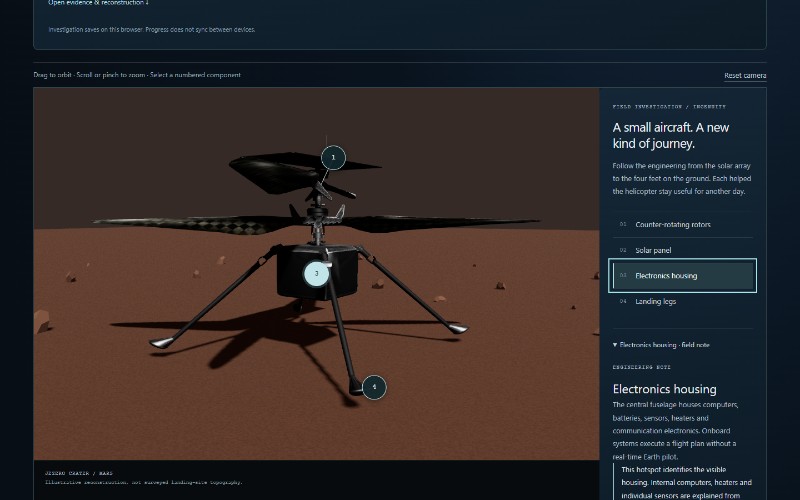 Open evidence & reconstruction ↓
Investigation saves on this browser. Progress does not sync between devices.
Drag to orbit · Scroll or pinch to zoom · Select a numbered component
Reset camera
1
3
4
JEZERO CRATER / MARS
Illustrative reconstruction, not surveyed landing-site topography.
FIELD INVESTIGATION / INGENUITY
A small aircraft. A new
kind of journey.
Follow the engineering from the solar array
to the four feet on the ground. Each helped
the helicopter stay useful for another day.
01 Counter-rotating rotors
02 Solar panel
03 Electronics housing
04 Landing legs
▼ Electronics housing · field note
ENGINEERING NOTE
Electronics housing
The central fuselage houses computers,
batteries, sensors, heaters and
communication electronics. Onboard
systems execute a flight plan without a
real-time Earth pilot.
This hotspot identifies the visible
housing. Internal computers, heaters and
individual sensors are explained from